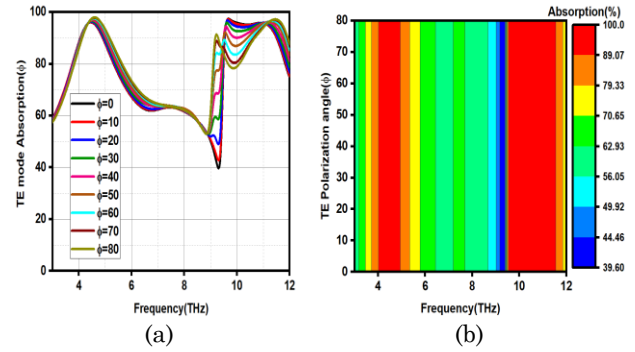 TE mode Absorption(ϕ)
100
80
60
40
20
0
ϕ=0
ϕ=10
ϕ=20
ϕ=30
ϕ=40
ϕ=50
ϕ=60
ϕ=70
ϕ=80
4
6
8
10
12
Frequency(THz)
(a)
Absorption(%)
TE Polarization angle(ϕ)
80
70
60
50
40
30
20
10
0
4
6
8
10
12
Frequency(THz)
100.0
89.07
79.33
70.65
62.93
56.05
49.92
44.46
39.60
(b)